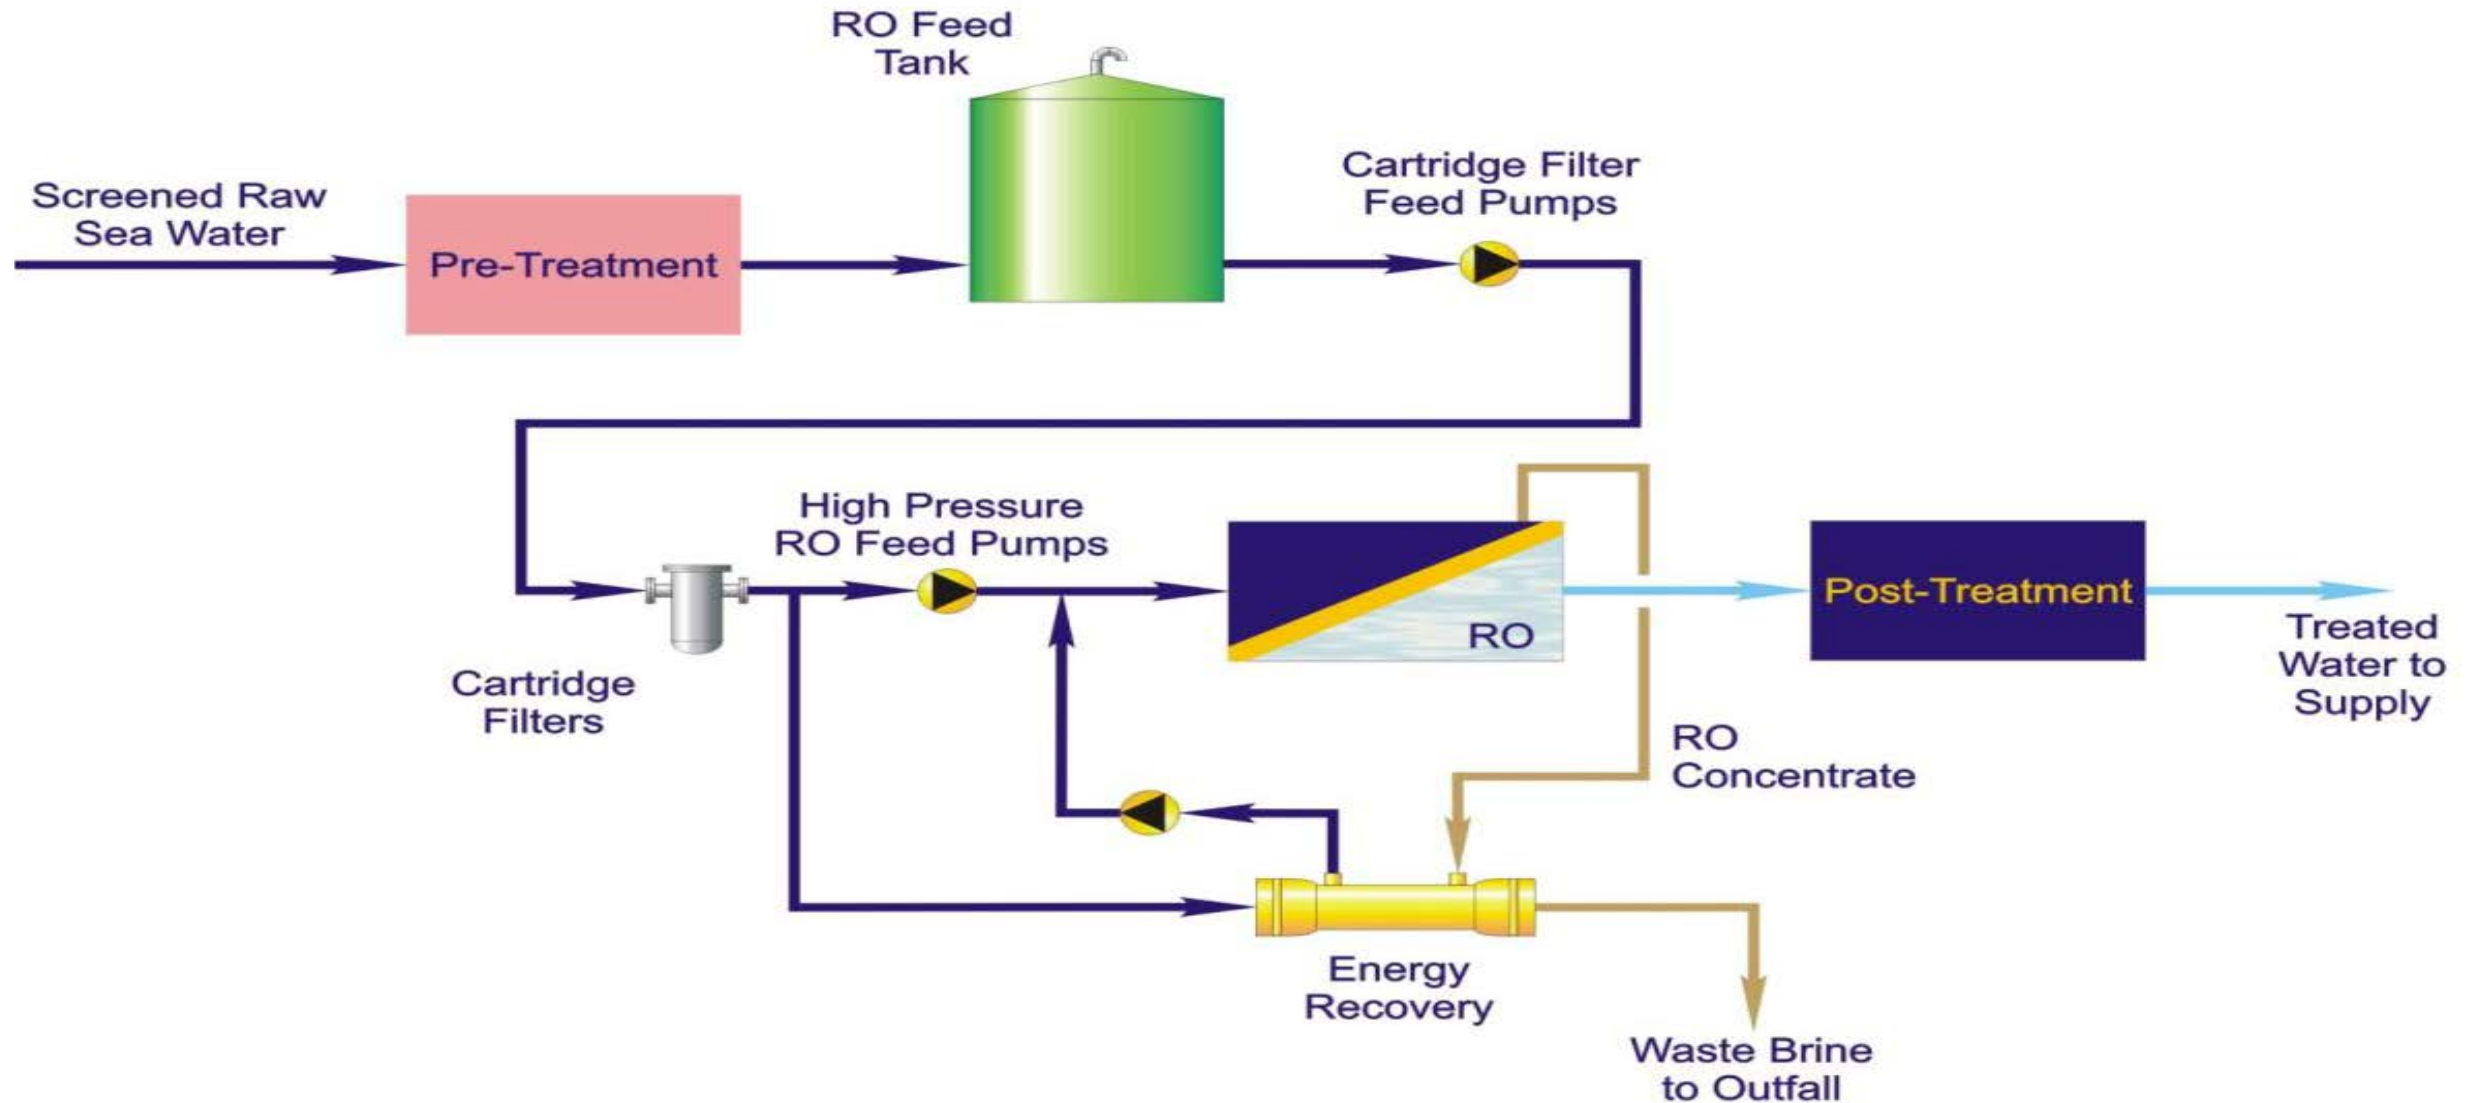 RO Feed
Tank
Cartridge Filter
Feed Pumps
Screened Raw
Sea Water
Pre-Treatment
High Pressure
RO Feed Pumps
Cartridge
Filters
RO
Post-Treatment
Treated
Water to
Supply
RO
Concentrate
Energy
Recovery
Waste Brine
to Outfall